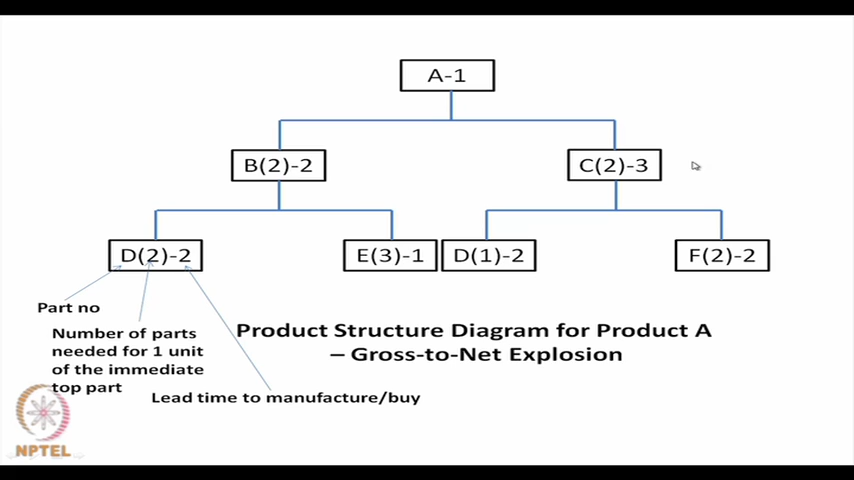 A-1
B(2)-2
C(2)-3
D(2)-2
E(3)-1
D(1)-2
F(2)-2
Part no
Number of parts
needed for 1 unit
of the immediate
top part
Product Structure Diagram for Product A
– Gross-to-Net Explosion
Lead time to manufacture/buy
NPTEL